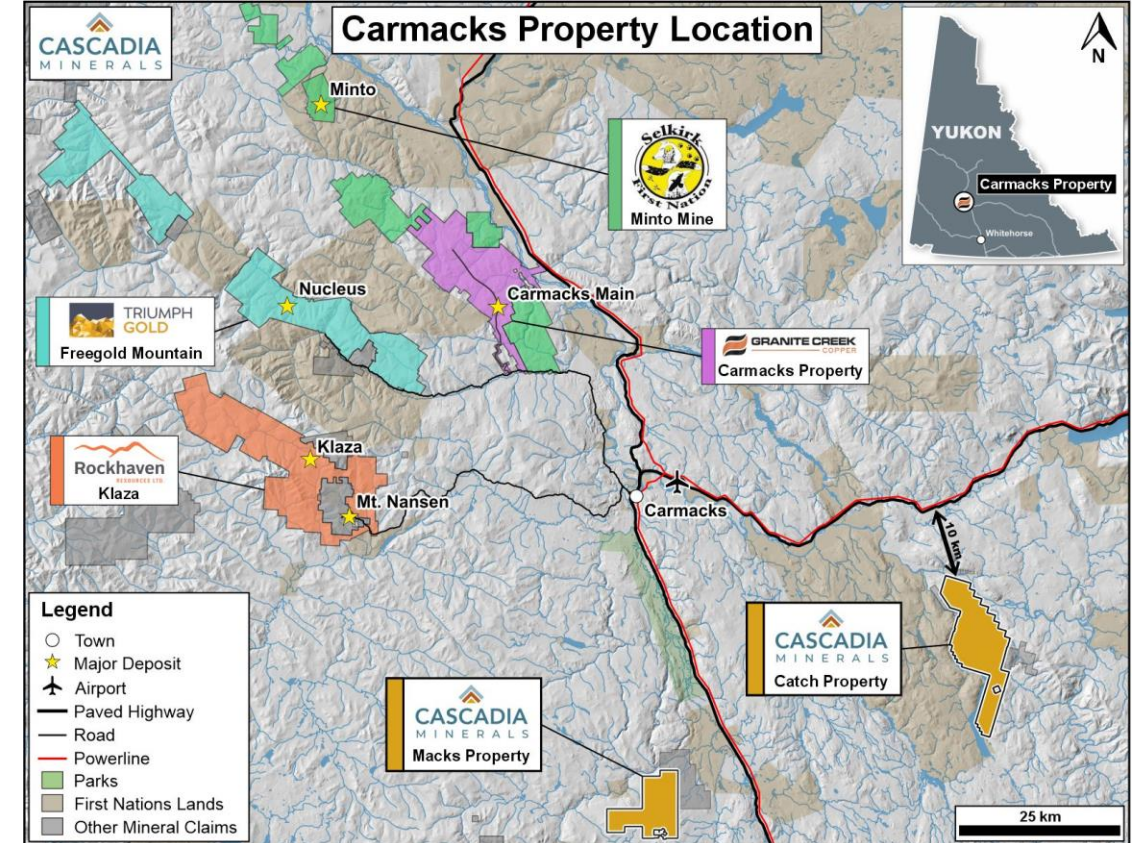 CASCADIA
MINERALS
Carmacks Property Location
N
YUKON
Carmacks Property
Whitehorse
Minto
Selkirk
First Nation
Minto Mine
Nucleus
Carmacks Main
TRIUMPH
GOLD
Freegold Mountain
GRANITE CREEK
COPPER
Carmacks Property
Klaza
Rockhaven
RESOURCES LTD.
Klaza
Mt. Nansen
Carmacks
10 km
Legend
Town
Major Deposit
Airport
Paved Highway
Road
Powerline
Parks
First Nations Lands
Other Mineral Claims
CASCADIA
MINERALS
Macks Property
CASCADIA
MINERALS
Catch Property
25 km